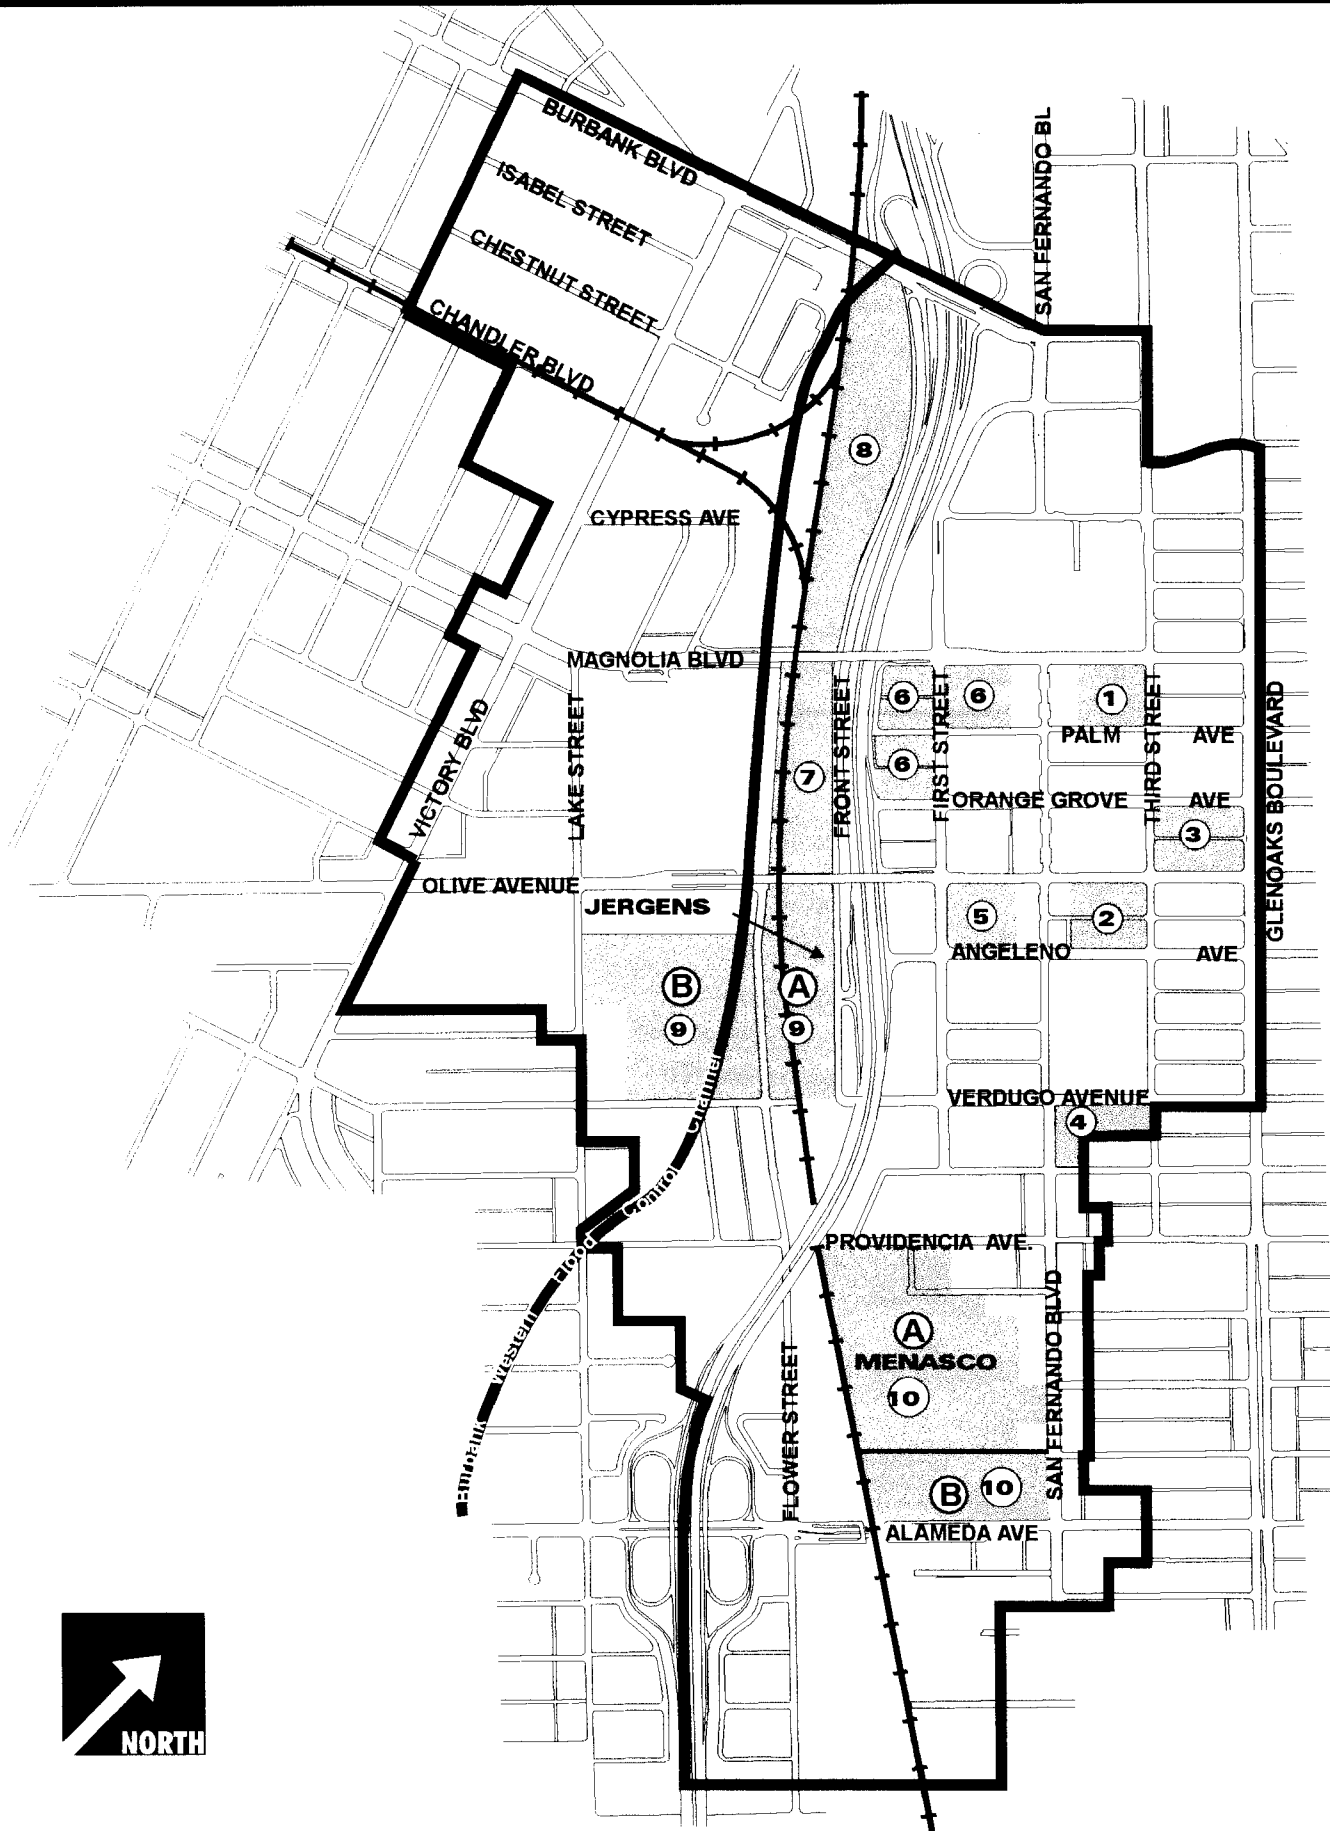 BURBANK BLVD
SAN FERNANDO BL
ISABEL STREET
CHESTNUT STREET
CHANDLER BLVD
8
CYPRESS AVE
MAGNOLIA BLVD
6
6
1
PALM AVE
6
7
VICTORY BLVD
LAKE STREET
FRONT STREET
FIRST STREET
THIRD STREET
GLENOAKS BOULEVARD
ORANGE GROVE AVE
3
OLIVE AVENUE
JERGENS
5
2
ANGELENO AVE
B
A
9
9
VERDUGO AVENUE
4
Burbank Western Flood Control Channel
PROVIDENCIA AVE.
A
MENASCO
10
FLOWER STREET
SAN FERNANDO BLVD
B
10
ALAMEDA AVE
NORTH